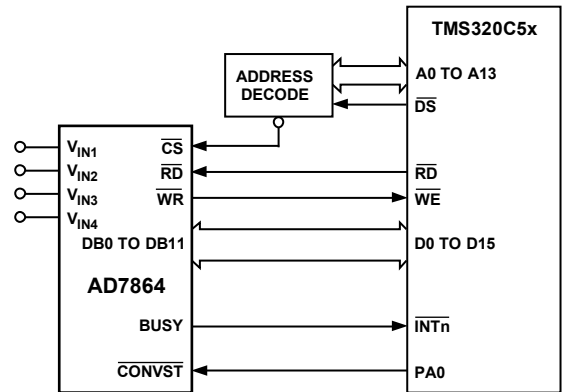 TMS320C5x
ADDRESS
DECODE
A0 TO A13
DS
VIN1
VIN2
VIN3
VIN4
CS
RD
WR
DB0 TO DB11
AD7864
BUSY
CONVST
RD
WE
D0 TO D15
INTn
PA0